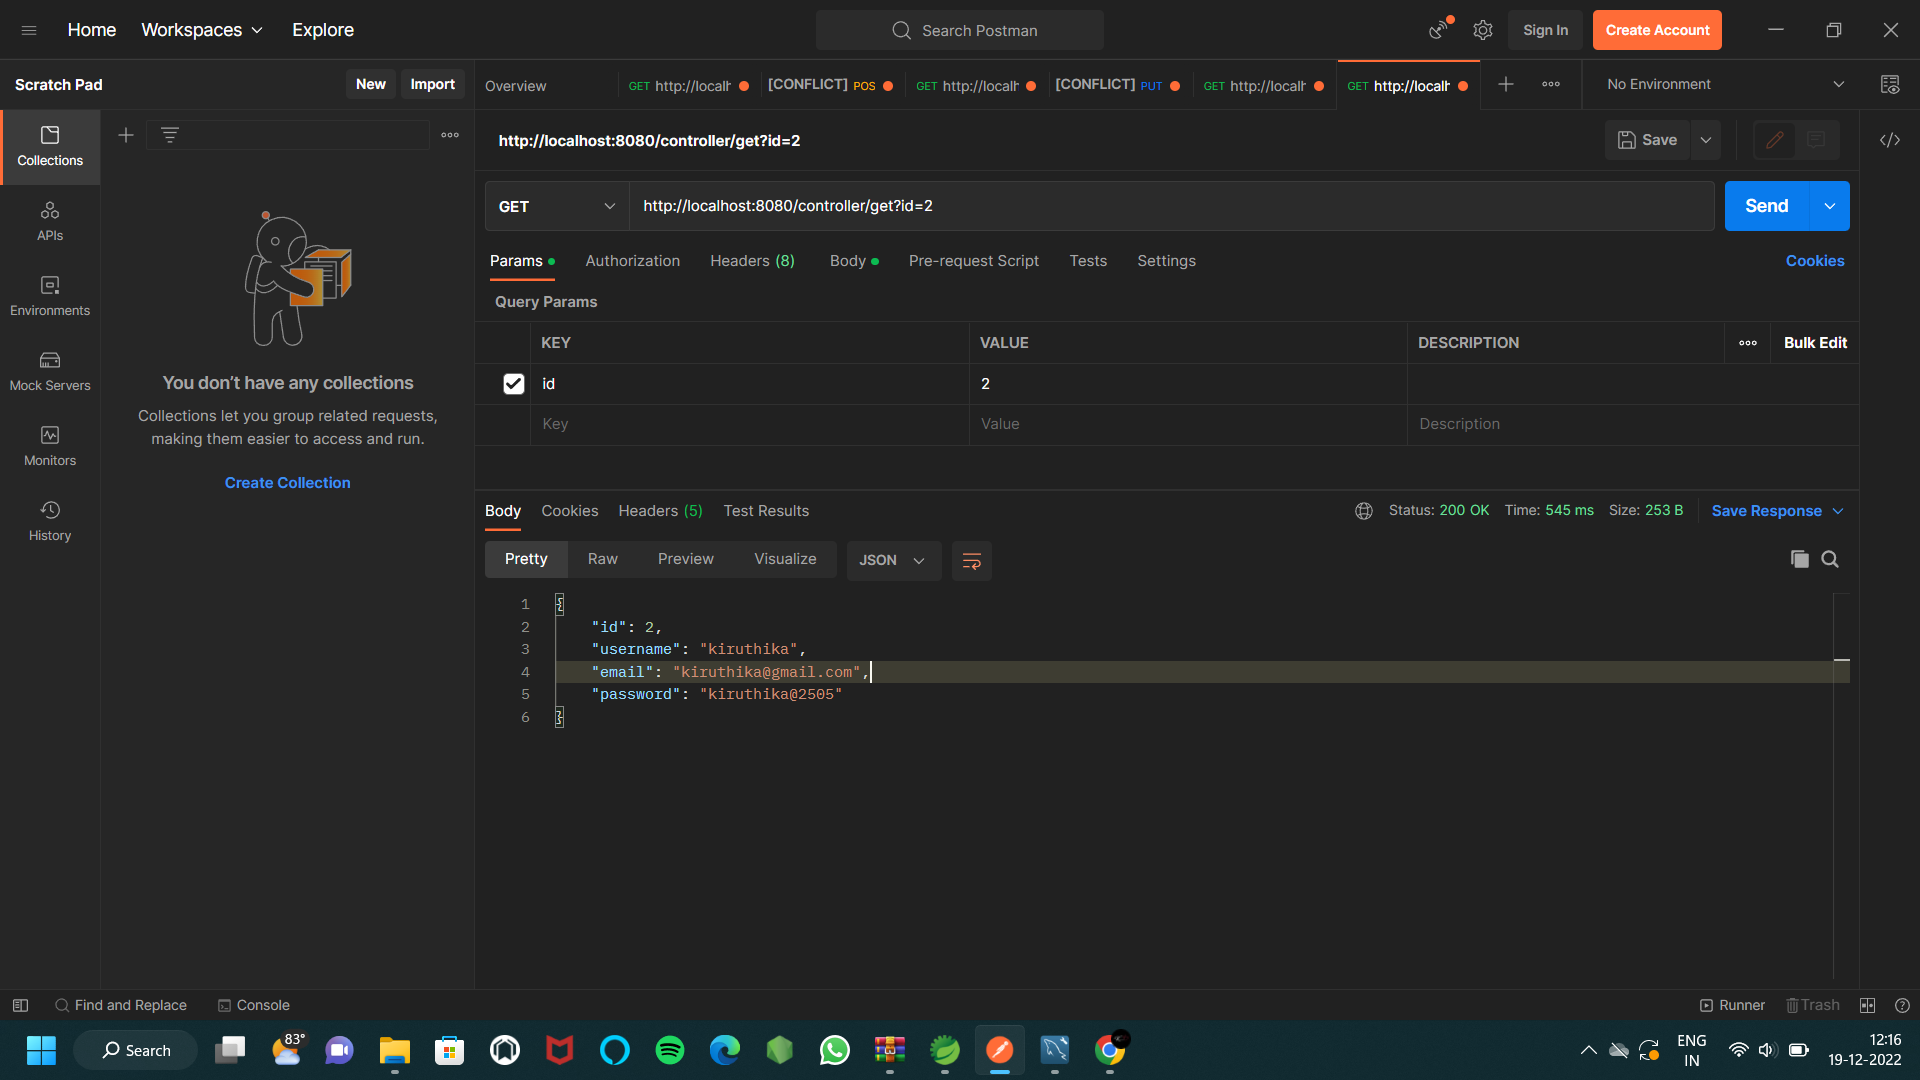 Home Workspaces Explore Search Postman Sign In Create Account
Scratch Pad New Import Overview GET http://localh [CONFLICT] POS GET http://localh [CONFLICT] PUT GET http://localh GET http://localh No Environment
Collections
APIs
Environments
Mock Servers
Monitors
History
You don’t have any collections
Collections let you group related requests,
making them easier to access and run.
Create Collection
http://localhost:8080/controller/get?id=2 Save
GET http://localhost:8080/controller/get?id=2 Send
Params Authorization Headers (8) Body Pre-request Script Tests Settings Cookies
Query Params
KEY VALUE DESCRIPTION Bulk Edit
id 2
Key Value Description
Body Cookies Headers (5) Test Results Status: 200 OK Time: 545 ms Size: 253 B Save Response
Pretty Raw Preview Visualize JSON
1 {
2 "id": 2,
3 "username": "kiruthika",
4 "email": "kiruthika@gmail.com",
5 "password": "kiruthika@2505"
6 }
Find and Replace Console Runner Trash
Search 83° ENG 12:16
IN 19-12-2022